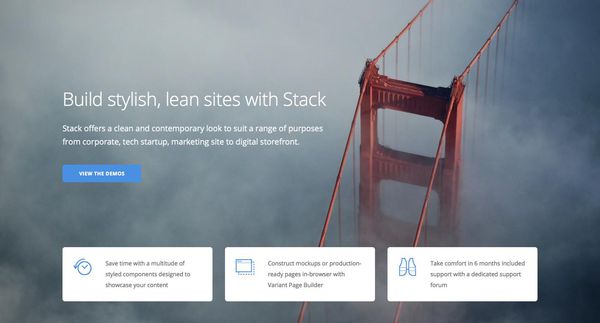 Build stylish, lean sites with Stack
Stack offers a clean and contemporary look to suit a range of purposes
from corporate, tech startup, marketing site to digital storefront.
VIEW THE DEMOS
Save time with a multitude of
styled components designed to
showcase your content
Construct mockups or production-
ready pages in-browser with
Variant Page Builder
Take comfort in 6 months included
support with a dedicated support
forum